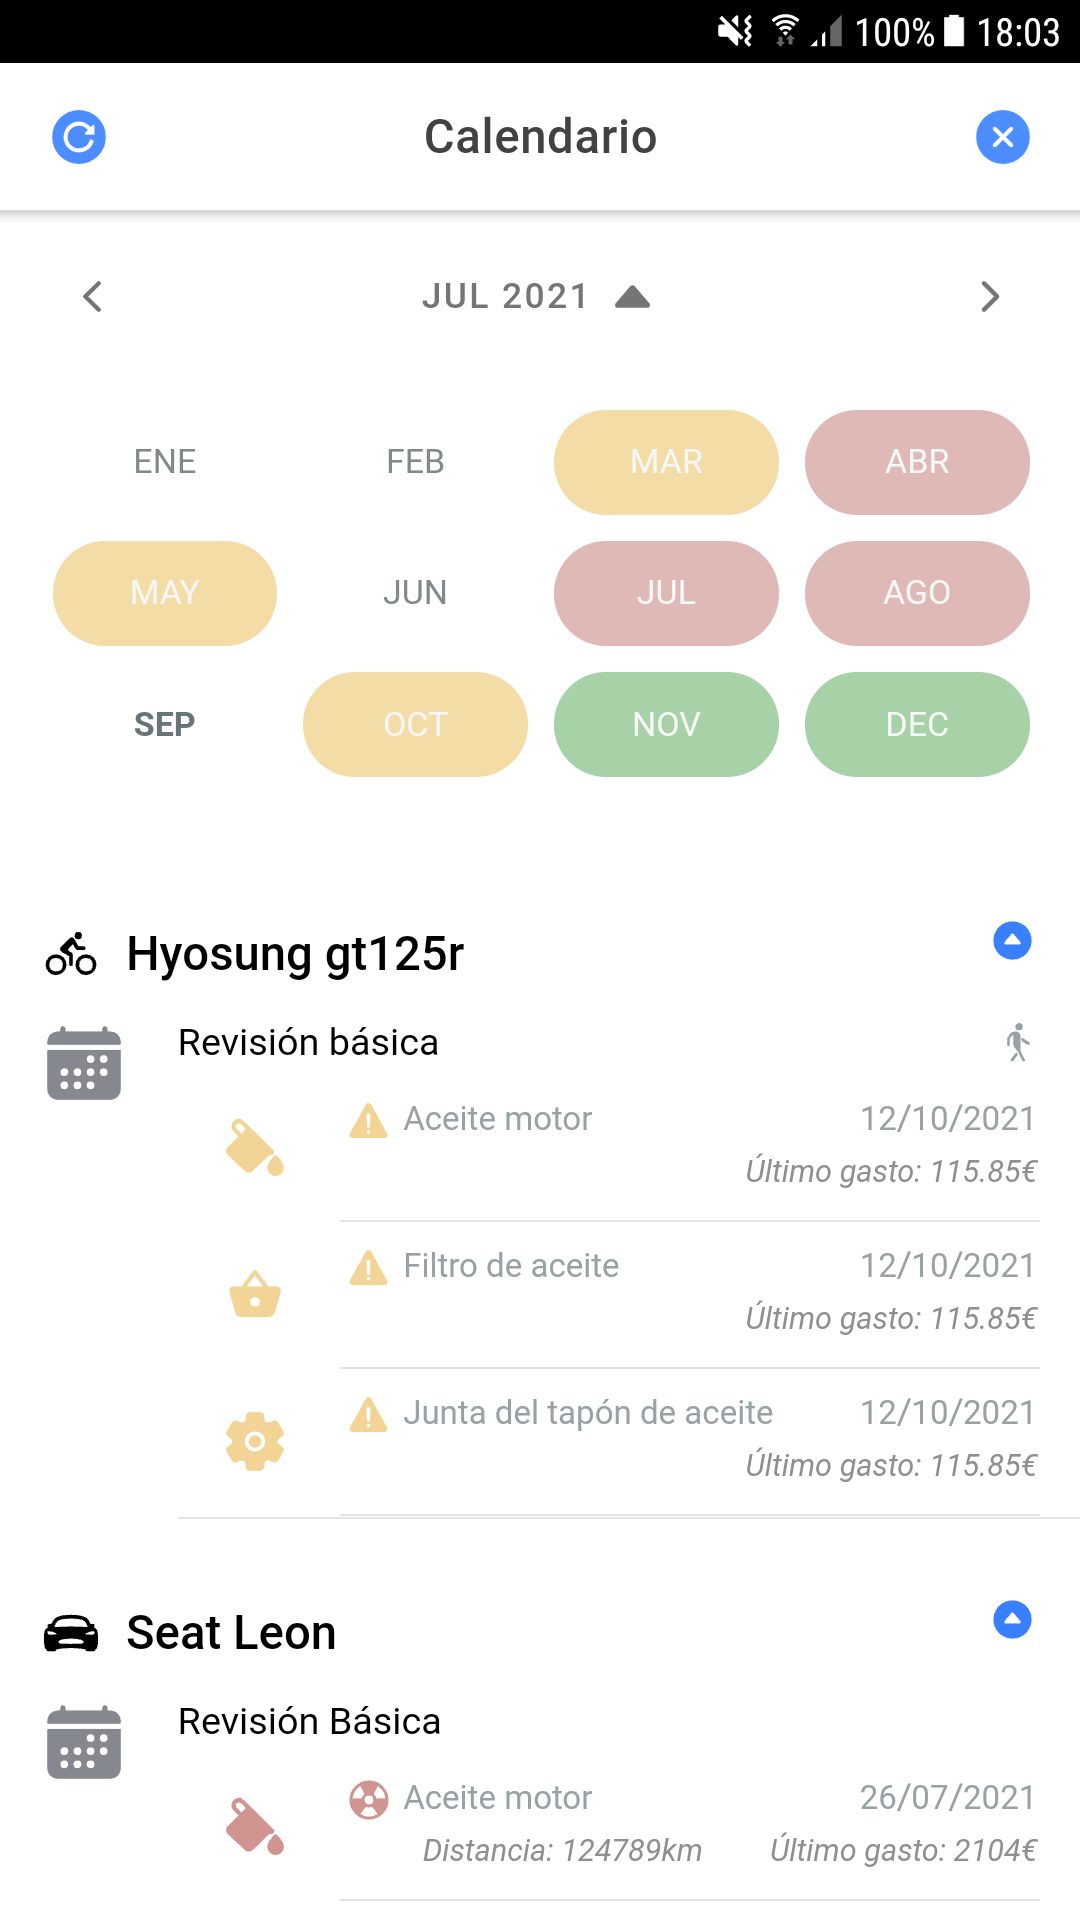 100% 18:03
Calendario
JUL 2021
ENE FEB MAR ABR
MAY JUN JUL AGO
SEP OCT NOV DEC
Hyosung gt125r
Revisión básica
Aceite motor 12/10/2021
Último gasto: 115.85€
Filtro de aceite 12/10/2021
Último gasto: 115.85€
Junta del tapón de aceite 12/10/2021
Último gasto: 115.85€
Seat Leon
Revisión Básica
Aceite motor 26/07/2021
Distancia: 124789km Último gasto: 2104€